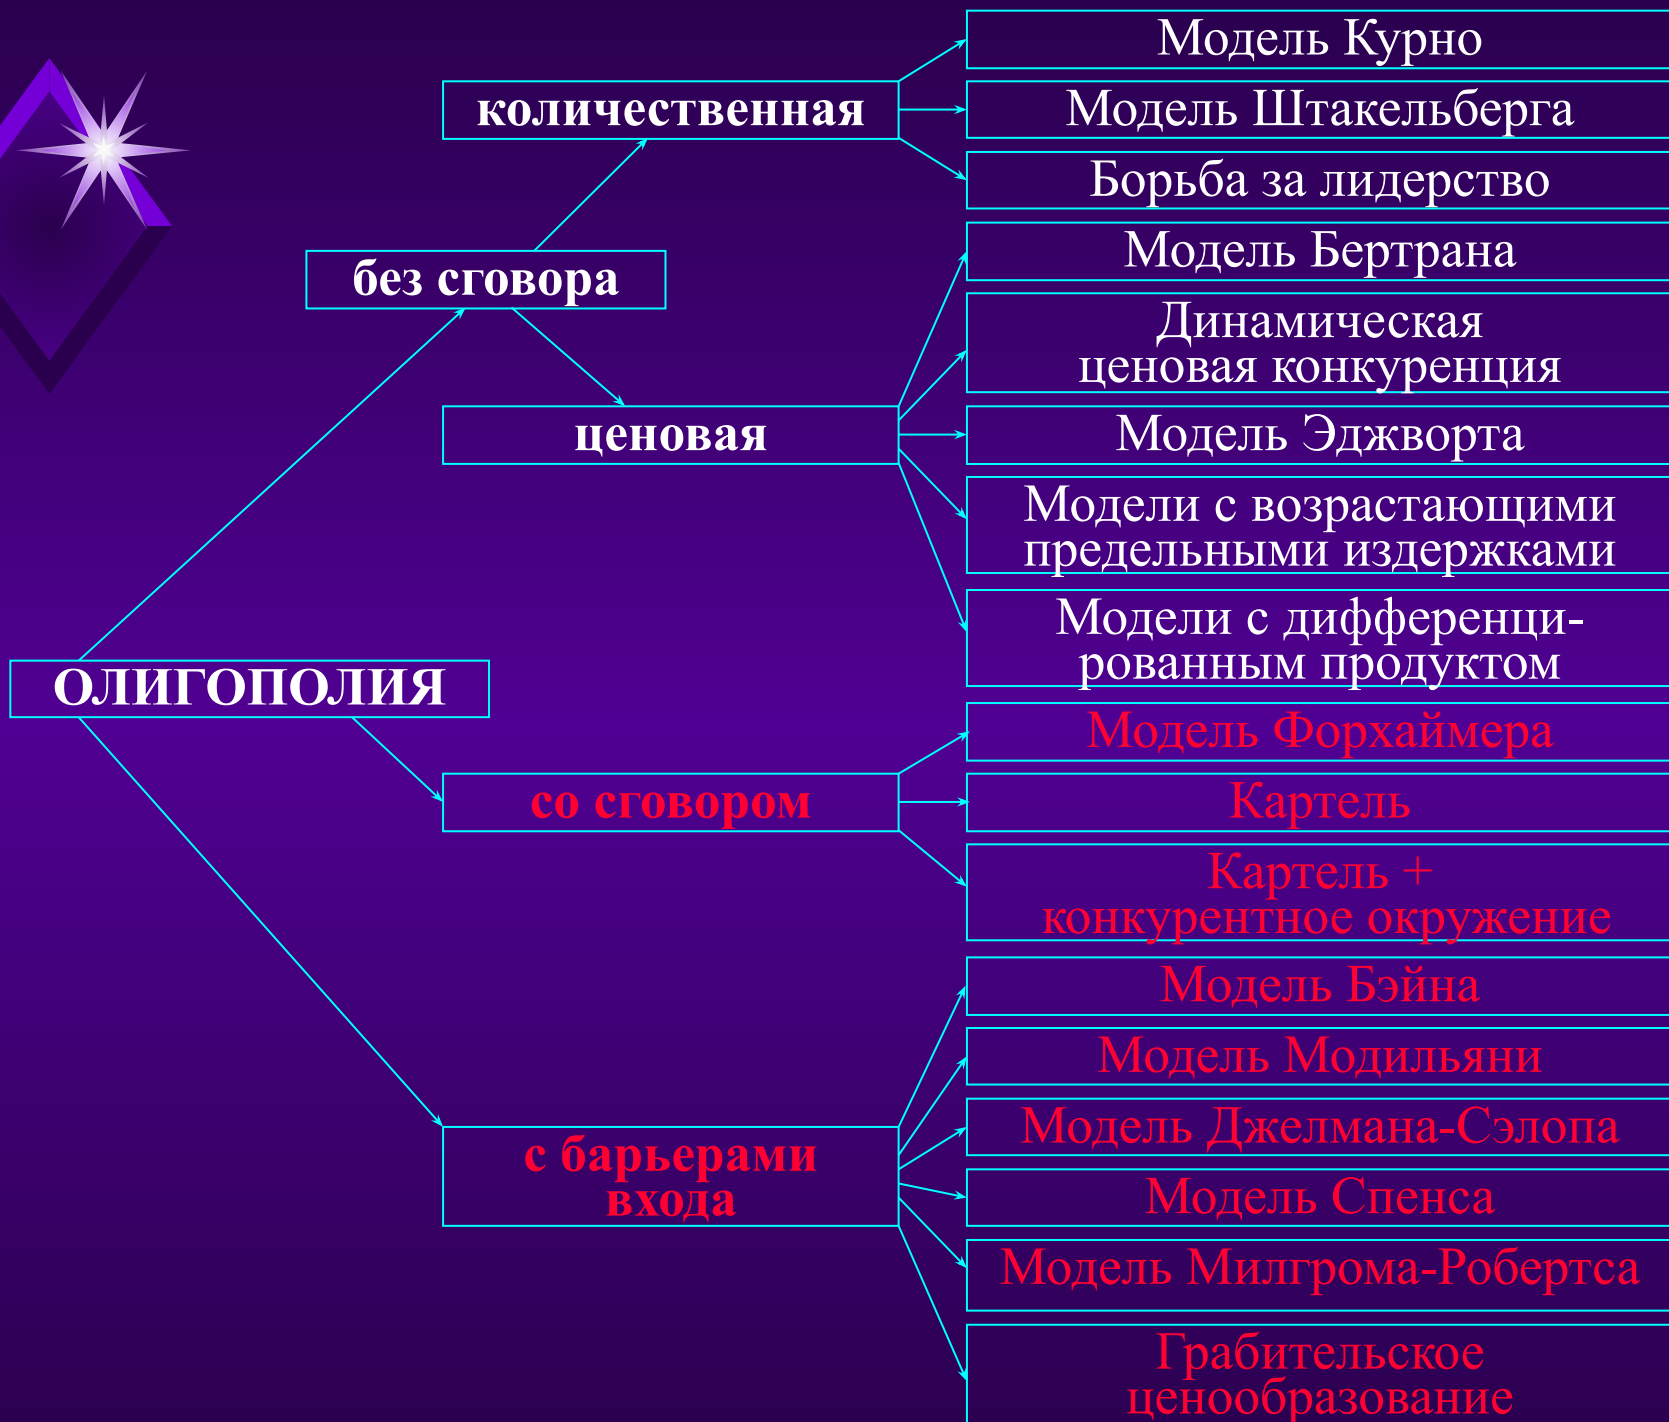 Модель Курно
количественная
Модель Штакельберга
Борьба за лидерство
без сговора
Модель Бертрана
Динамическая
ценовая конкуренция
ценовая
Модель Эджворта
Модели с возрастающими
предельными издержками
Модели с дифференци-
рованным продуктом
ОЛИГОПОЛИЯ
Модель Форхаймера
со сговором
Картель
Картель +
конкурентное окружение
Модель Бэйна
Модель Модильяни
Модель Джелмана-Сэлопа
с барьерами
входа
Модель Спенса
Модель Милгрома-Робертса
Грабительское
ценообразование